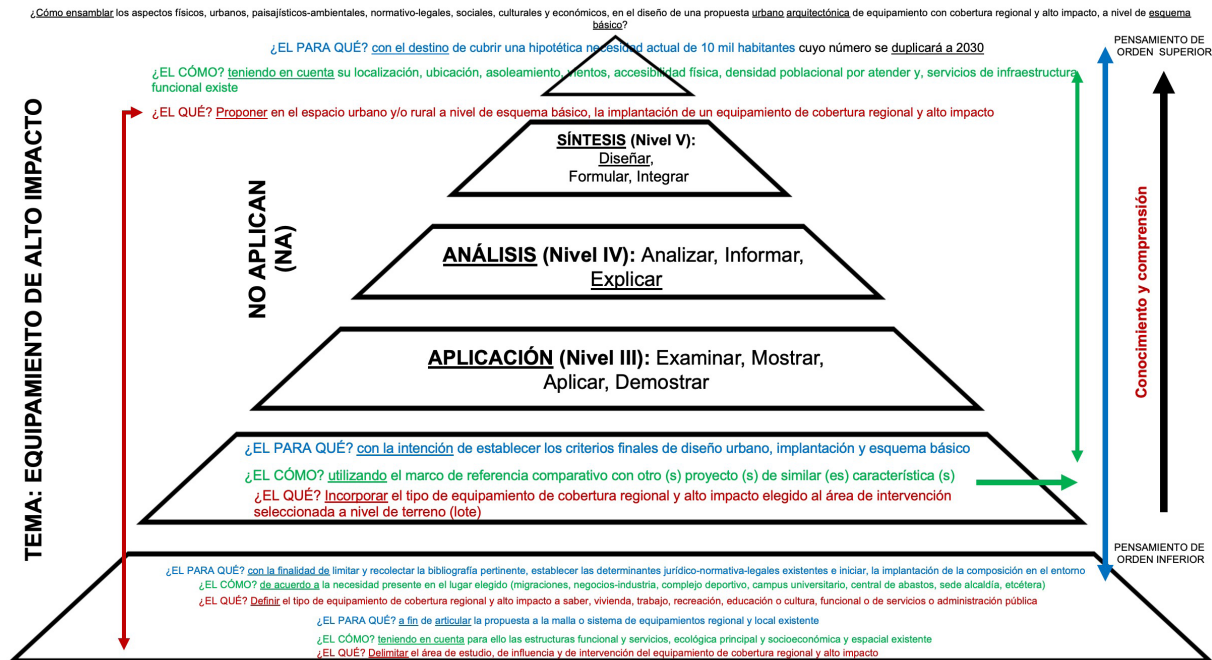 ¿Cómo ensamblar los aspectos físicos, urbanos, paisajísticos-ambientales, normativo-legales, sociales, culturales y económicos, en el diseño de una propuesta urbano arquitectónica de equipamiento con cobertura regional y alto impacto, a nivel de esquema
básico?
PENSAMIENTO DE
ORDEN SUPERIOR
¿EL PARA QUÉ? con el destino de cubrir una hipotética necesidad actual de 10 mil habitantes cuyo número se duplicará a 2030
¿EL CÓMO? teniendo en cuenta su localización, ubicación, asoleamiento, vientos, accesibilidad física, densidad poblacional por atender y, servicios de infraestructura
funcional existe
¿EL QUÉ? Proponer en el espacio urbano y/o rural a nivel de esquema básico, la implantación de un equipamiento de cobertura regional y alto impacto
TEMA: EQUIPAMIENTO DE ALTO IMPACTO
NO APLICAN
(NA)
SÍNTESIS (Nivel V):
Diseñar,
Formular, Integrar
ANÁLISIS (Nivel IV): Analizar, Informar,
Explicar
APLICACIÓN (Nivel III): Examinar, Mostrar,
Aplicar, Demostrar
Conocimiento y comprensión
¿EL PARA QUÉ? con la intención de establecer los criterios finales de diseño urbano, implantación y esquema básico
¿EL CÓMO? utilizando el marco de referencia comparativo con otro (s) proyecto (s) de similar (es) característica (s)
¿EL QUÉ? Incorporar el tipo de equipamiento de cobertura regional y alto impacto elegido al área de intervención
seleccionada a nivel de terreno (lote)
PENSAMIENTO DE
ORDEN INFERIOR
¿EL PARA QUÉ? con la finalidad de limitar y recolectar la bibliografía pertinente, establecer las determinantes jurídico-normativa-legales existentes e iniciar, la implantación de la composición en el entorno
¿EL CÓMO? de acuerdo a la necesidad presente en el lugar elegido (migraciones, negocios-industria, complejo deportivo, campus universitario, central de abastos, sede alcaldía, etcétera)
¿EL QUÉ? Definir el tipo de equipamiento de cobertura regional y alto impacto a saber, vivienda, trabajo, recreación, educación o cultura, funcional o de servicios o administración pública
¿EL PARA QUÉ? a fin de articular la propuesta a la malla o sistema de equipamientos regional y local existente
¿EL CÓMO? teniendo en cuenta para ello las estructuras funcional y servicios, ecológica principal y socioeconómica y espacial existente
¿EL QUÉ? Delimitar el área de estudio, de influencia y de intervención del equipamiento de cobertura regional y alto impacto